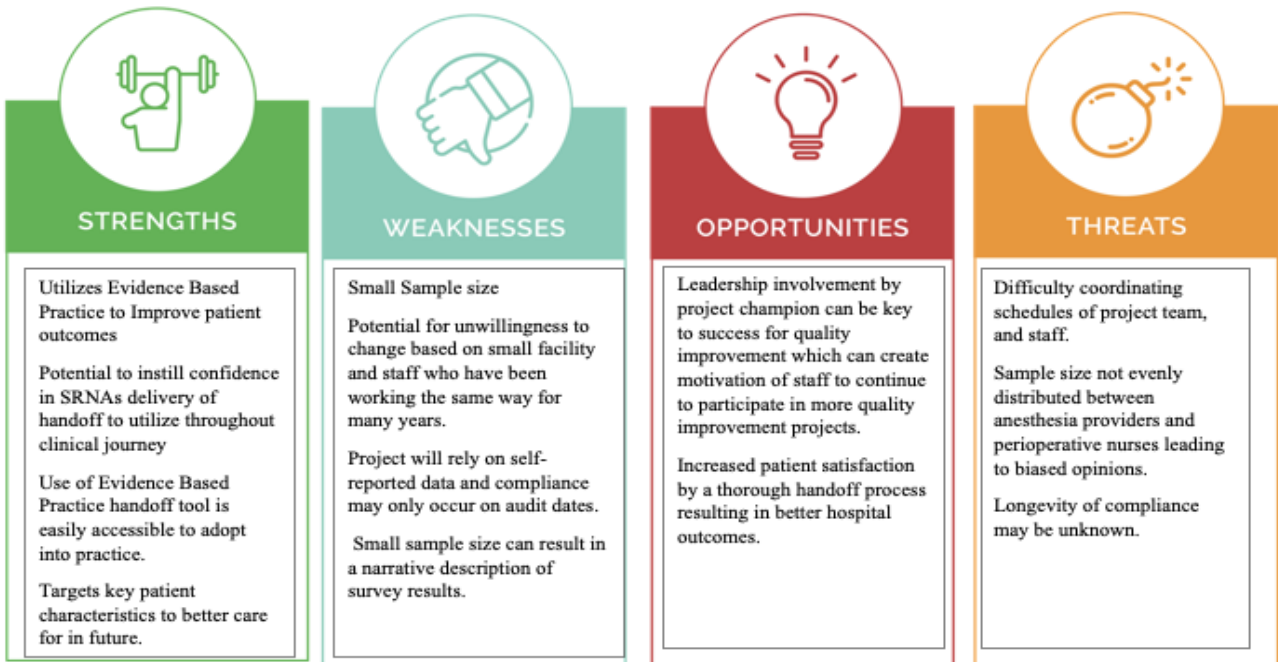 STRENGTHS
Utilizes Evidence Based
Practice to Improve patient
outcomes
Potential to instill confidence
in SRNAs delivery of
handoff to utilize throughout
clinical journey
Use of Evidence Based
Practice handoff tool is
easily accessible to adopt
into practice.
Targets key patient
characteristics to better care
for in future.
WEAKNESSES
Small Sample size
Potential for unwillingness to
change based on small facility
and staff who have been
working the same way for
many years.
Project will rely on self-
reported data and compliance
may only occur on audit dates.
Small sample size can result in
a narrative description of
survey results.
OPPORTUNITIES
Leadership involvement by
project champion can be key
to success for quality
improvement which can create
motivation of staff to continue
to participate in more quality
improvement projects.
Increased patient satisfaction
by a thorough handoff process
resulting in better hospital
outcomes.
THREATS
Difficulty coordinating
schedules of project team,
and staff.
Sample size not evenly
distributed between
anesthesia providers and
perioperative nurses leading
to biased opinions.
Longevity of compliance
may be unknown.